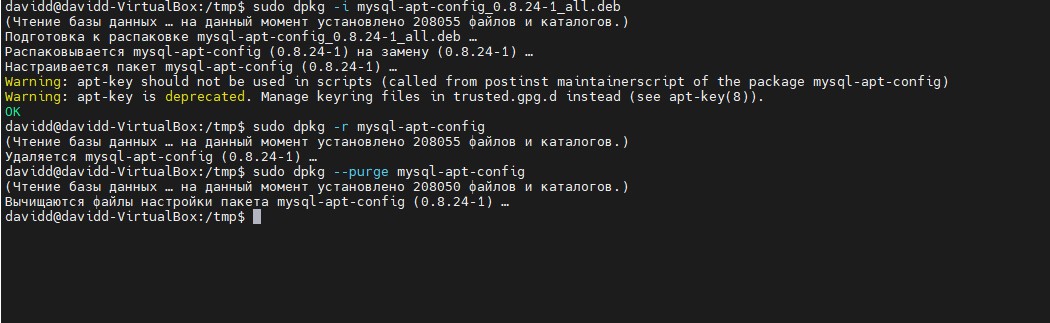 davidd@davidd-VirtualBox:/tmp$ sudo dpkg -i mysql-apt-config_0.8.24-1_all.deb
(Чтение базы данных … на данный момент установлено 208055 файлов и каталогов.)
Подготовка к распаковке mysql-apt-config_0.8.24-1_all.deb …
Распаковывается mysql-apt-config (0.8.24-1) на замену (0.8.24-1) …
Настраивается пакет mysql-apt-config (0.8.24-1) …
Warning: apt-key should not be used in scripts (called from postinst maintainerscript of the package mysql-apt-config)
Warning: apt-key is deprecated. Manage keyring files in trusted.gpg.d instead (see apt-key(8)).
OK
davidd@davidd-VirtualBox:/tmp$ sudo dpkg -r mysql-apt-config
(Чтение базы данных … на данный момент установлено 208055 файлов и каталогов.)
Удаляется mysql-apt-config (0.8.24-1) …
davidd@davidd-VirtualBox:/tmp$ sudo dpkg --purge mysql-apt-config
(Чтение базы данных … на данный момент установлено 208050 файлов и каталогов.)
Вычищаются файлы настройки пакета mysql-apt-config (0.8.24-1) …
davidd@davidd-VirtualBox:/tmp$